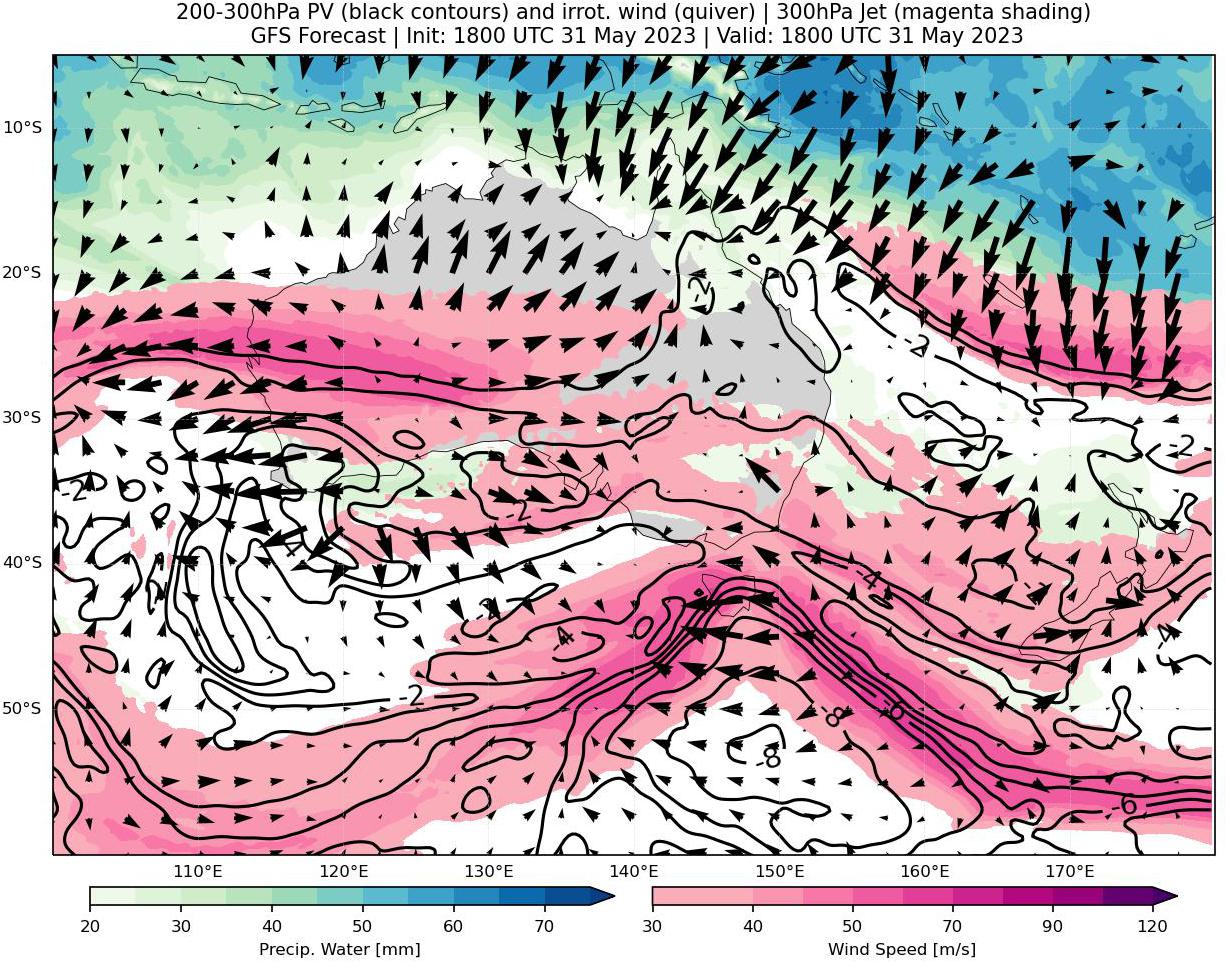 200-300hPa PV (black contours) and irrot. wind (quiver) | 300hPa Jet (magenta shading)
GFS Forecast | Init: 1800 UTC 31 May 2023 | Valid: 1800 UTC 31 May 2023
10°S
20°S
30°S
40°S
50°S
-2
-2
-2
-2
-2
-4
-4
-2
-4
-4
-2
-8
-6
-8
-6
110°E 120°E 130°E 140°E 150°E 160°E 170°E
20 30 40 50 60 70
Precip. Water [mm]
30 40 50 70 90 120
Wind Speed [m/s]